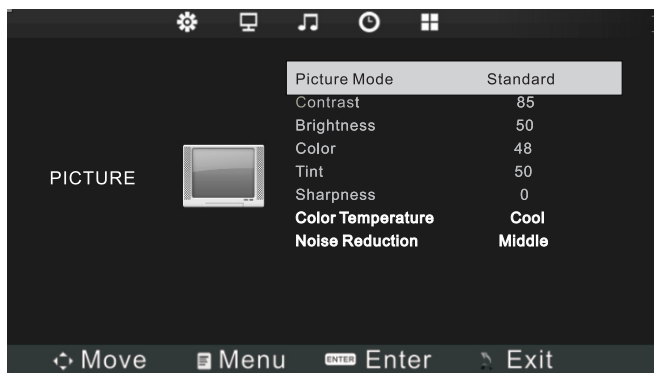 Picture Mode Standard
Contrast 85
Brightness 50
Color 48
Tint 50
Sharpness 0
Color Temperature Cool
Noise Reduction Middle
PICTURE
Move Menu ENTER Enter Exit